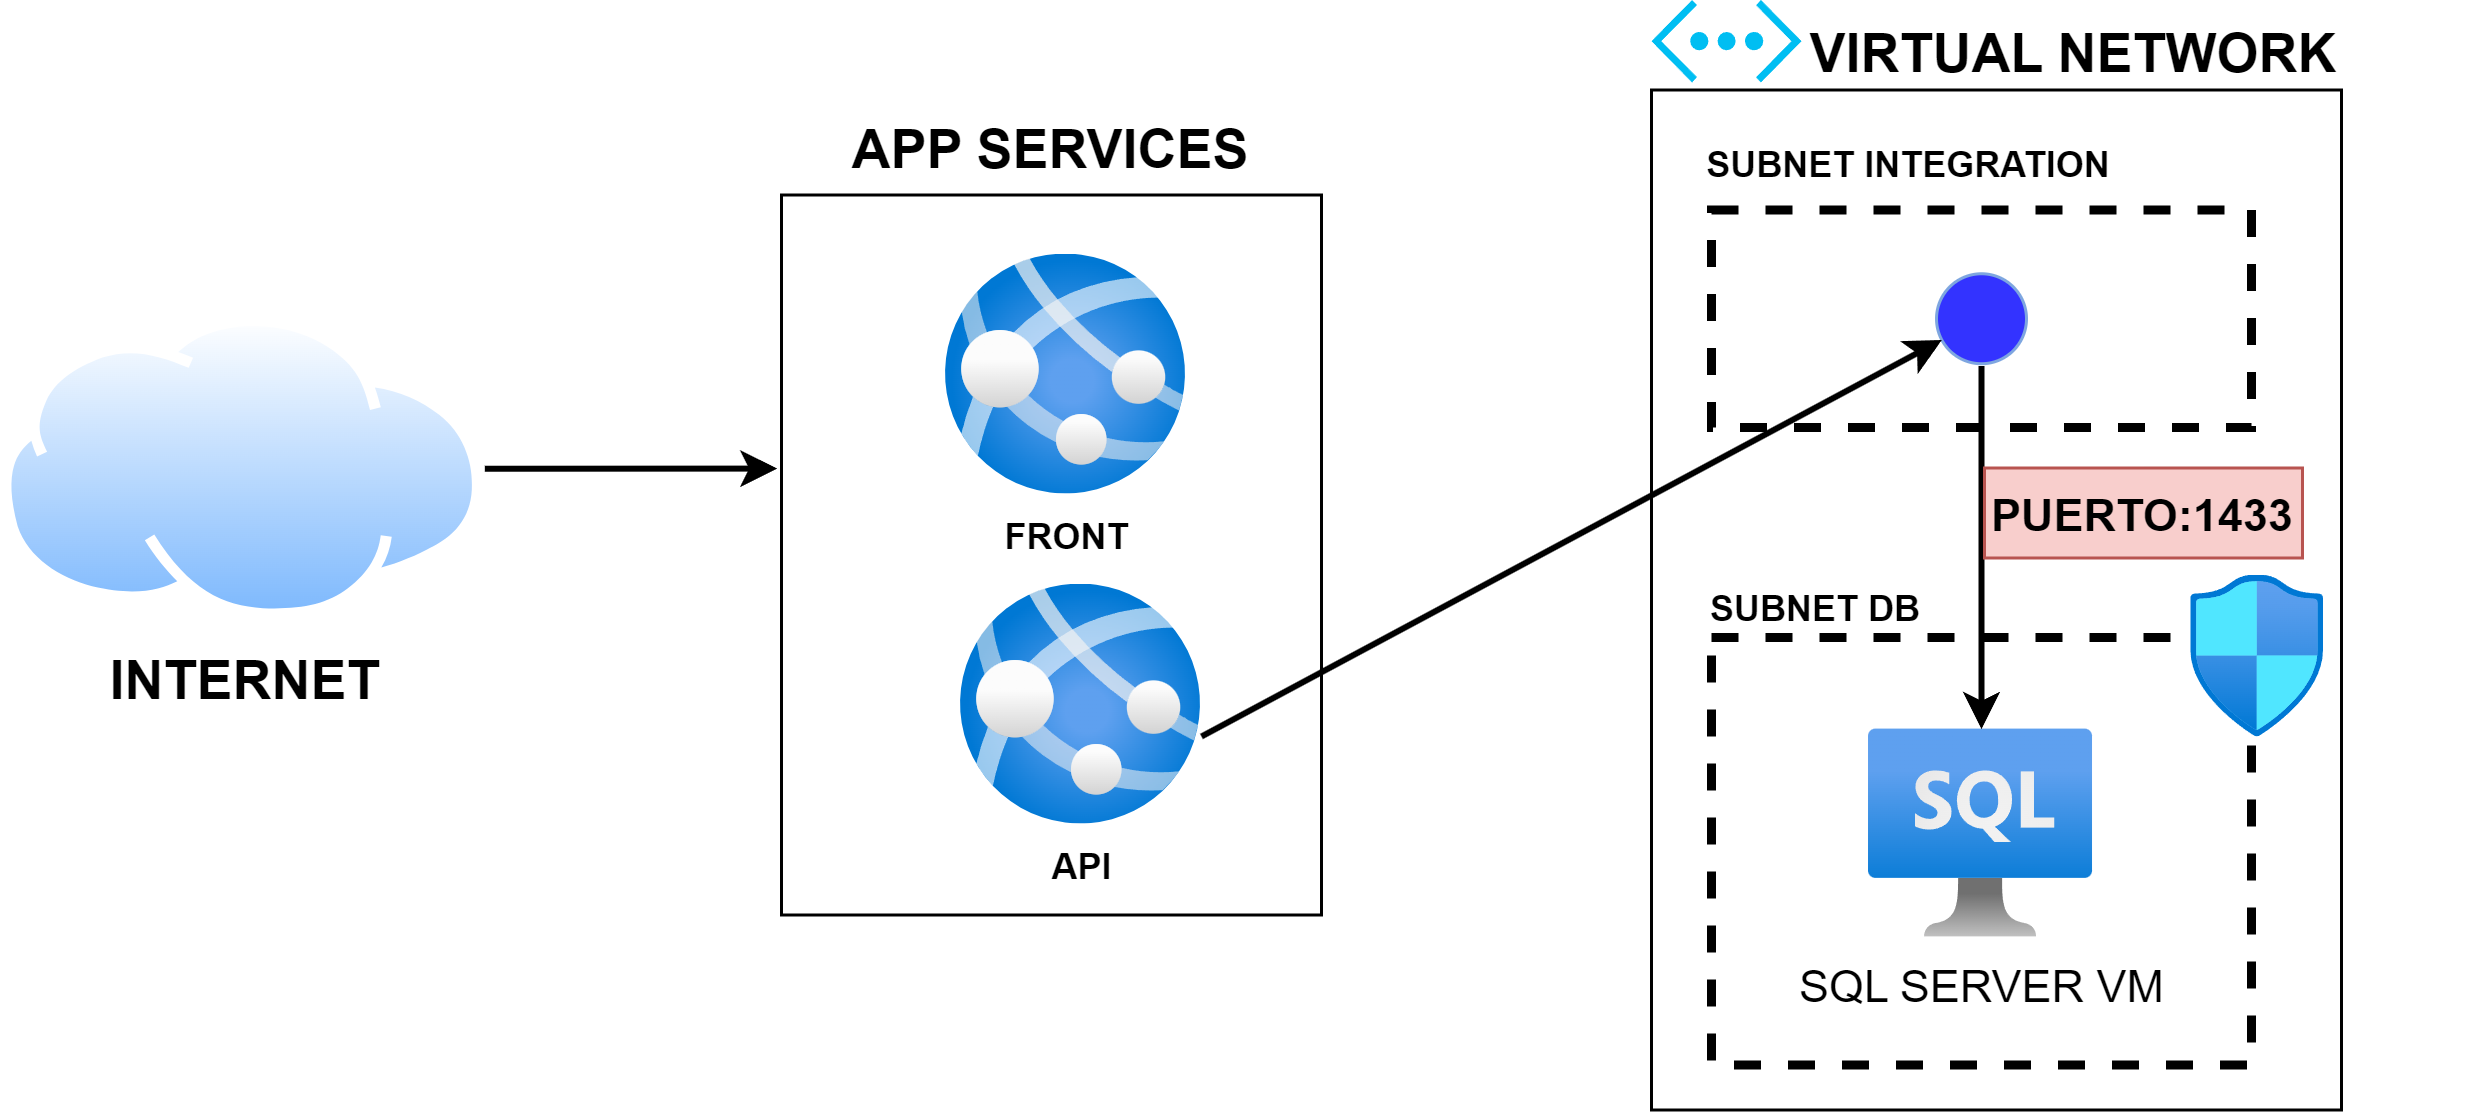 VIRTUAL NETWORK
APP SERVICES
SUBNET INTEGRATION
PUERTO:1433
FRONT
SUBNET DB
INTERNET
SQL
API
SQL SERVER VM